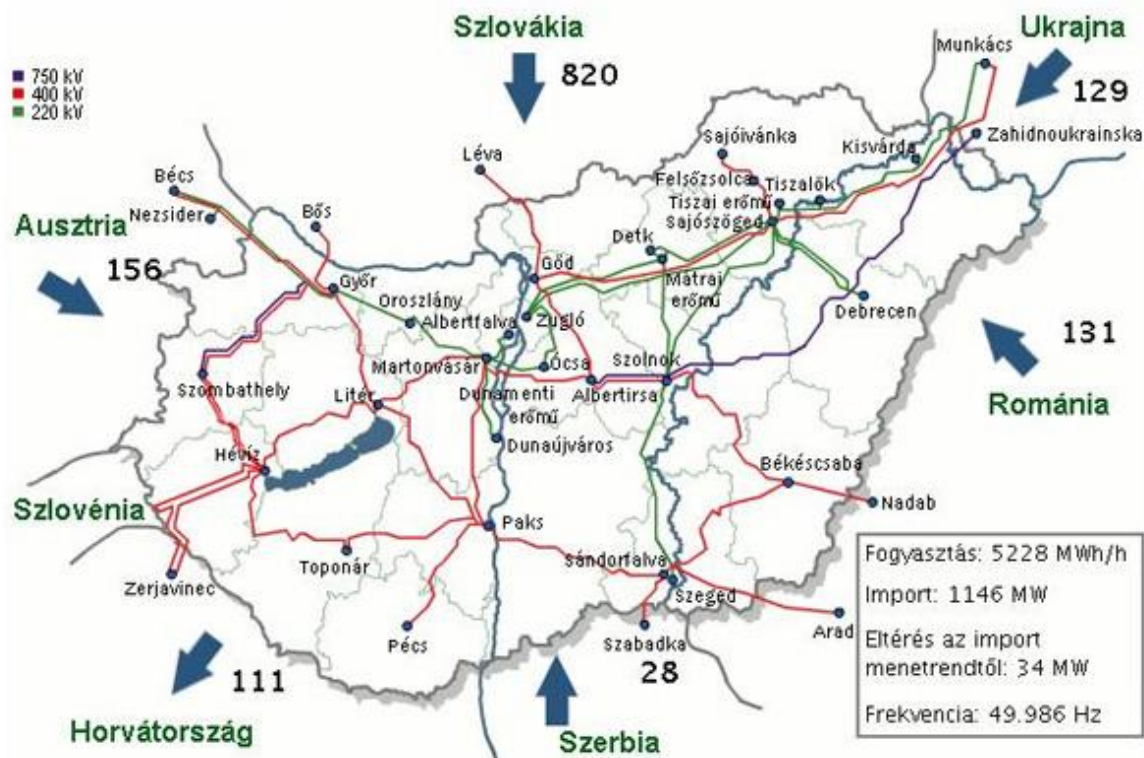 Szlovákia
Ukrajna
820
Munkács
129
750 kV
400 kV
220 kV
Zahidnoukrainska
Sajóivánka
Kisvárda
Léva
Felsőzsolca
Tiszalök
Bécs
Nezsider
Tiszai erőmű
Sajószöged
Ausztria
Bős
Detk
156
Győr
Göd
Mátrai
erőmű
Oroszlány
Albertfalva
Zugló
Debrecen
131
Martonvásár
Ócsa
Szolnok
Szombathely
Litér
Dunamenti
erőmű
Albertirsa
Románia
Dunaújváros
Hévíz
Békéscsaba
Szlovénia
Nadab
Paks
Toponár
Zerjavinec
Sándorfalva
Szeged
Pécs
Szabadka
Arad
Fogyasztás: 5228 MWh/h
Import: 1146 MW
Eltérés az import
menetrendtől: 34 MW
Frekvencia: 49.986 Hz
111
28
Horvátország
Szerbia